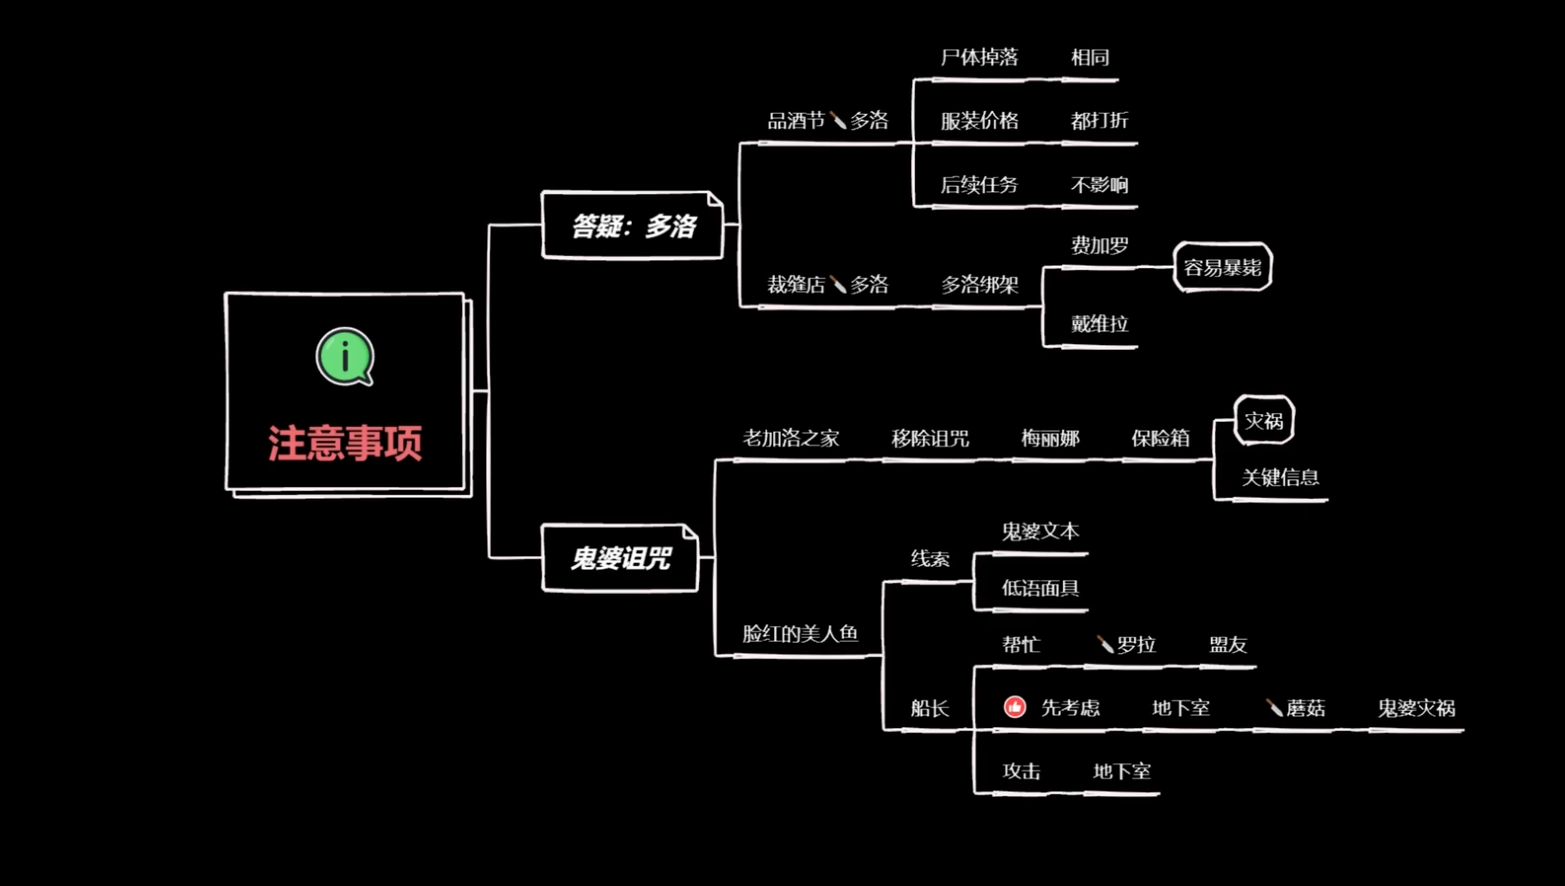 注意事项
答疑：多洛
品酒节🔪多洛
尸体掉落 相同
服装价格 都打折
后续任务 不影响
裁缝店🔪多洛 多洛绑架
费加罗 容易暴毙
戴维拉
鬼婆诅咒
老加洛之家 移除诅咒 梅丽娜 保险箱
灾祸
关键信息
脸红的美人鱼
线索
鬼婆文本
低语面具
船长
帮忙 🔪罗拉 盟友
👍 先考虑 地下室 🔪蘑菇 鬼婆灾祸
攻击 地下室